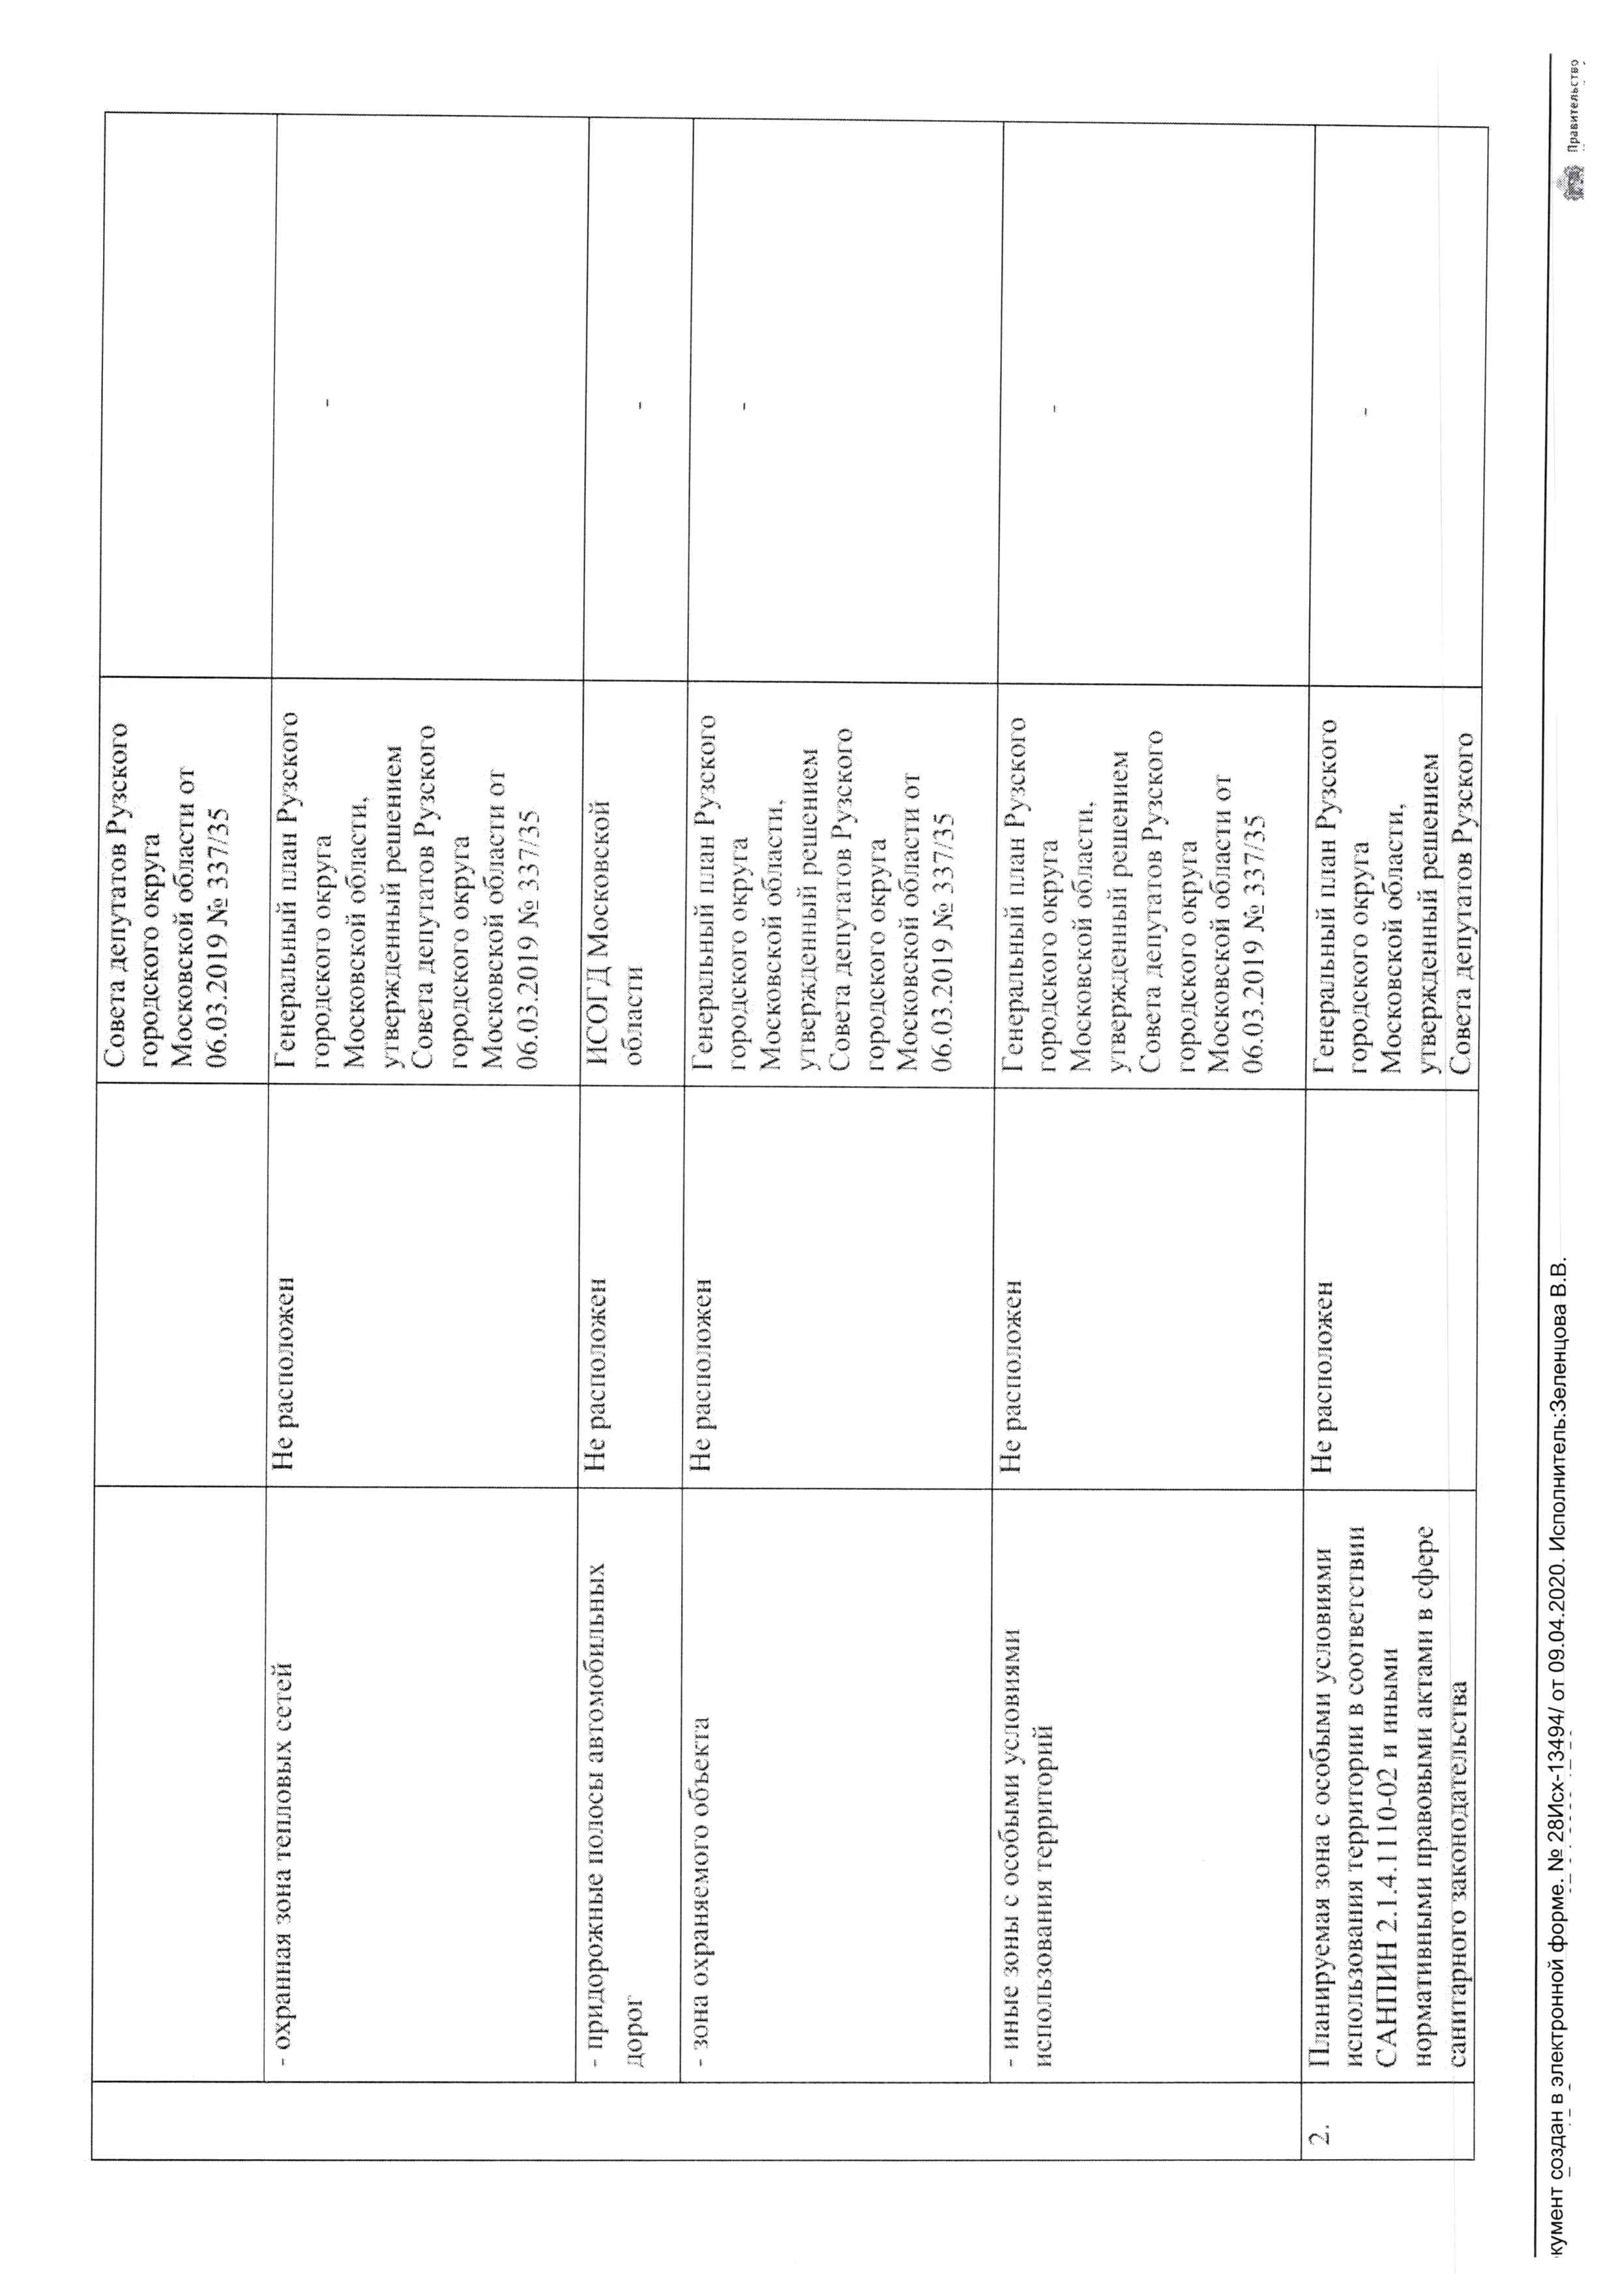 Совета депутатов Рузского
городского округа
Московской области от
06.03.2019 № 337/35
- охранная зона тепловых сетей
Не расположен
Генеральный план Рузского
городского округа
Московской области,
утвержденный решением
Совета депутатов Рузского
городского округа
Московской области от
06.03.2019 № 337/35
-
- придорожные полосы автомобильных
дорог
Не расположен
ИСОГД Московской
области
-
- зона охраняемого объекта
Не расположен
Генеральный план Рузского
городского округа
Московской области,
утвержденный решением
Совета депутатов Рузского
городского округа
Московской области от
06.03.2019 № 337/35
-
- иные зоны с особыми условиями
использования территорий
Не расположен
Генеральный план Рузского
городского округа
Московской области,
утвержденный решением
Совета депутатов Рузского
городского округа
Московской области от
06.03.2019 № 337/35
-
2.
Планируемая зона с особыми условиями
использования территории в соответствии
САНПИН 2.1.4.1110-02 и иными
нормативными правовыми актами в сфере
санитарного законодательства
Не расположен
Генеральный план Рузского
городского округа
Московской области,
утвержденный решением
Совета депутатов Рузского
-
кумент создан в электронной форме. № 28Исх-13494/ от 09.04.2020. Исполнитель:Зеленцова В.В.
Правительство